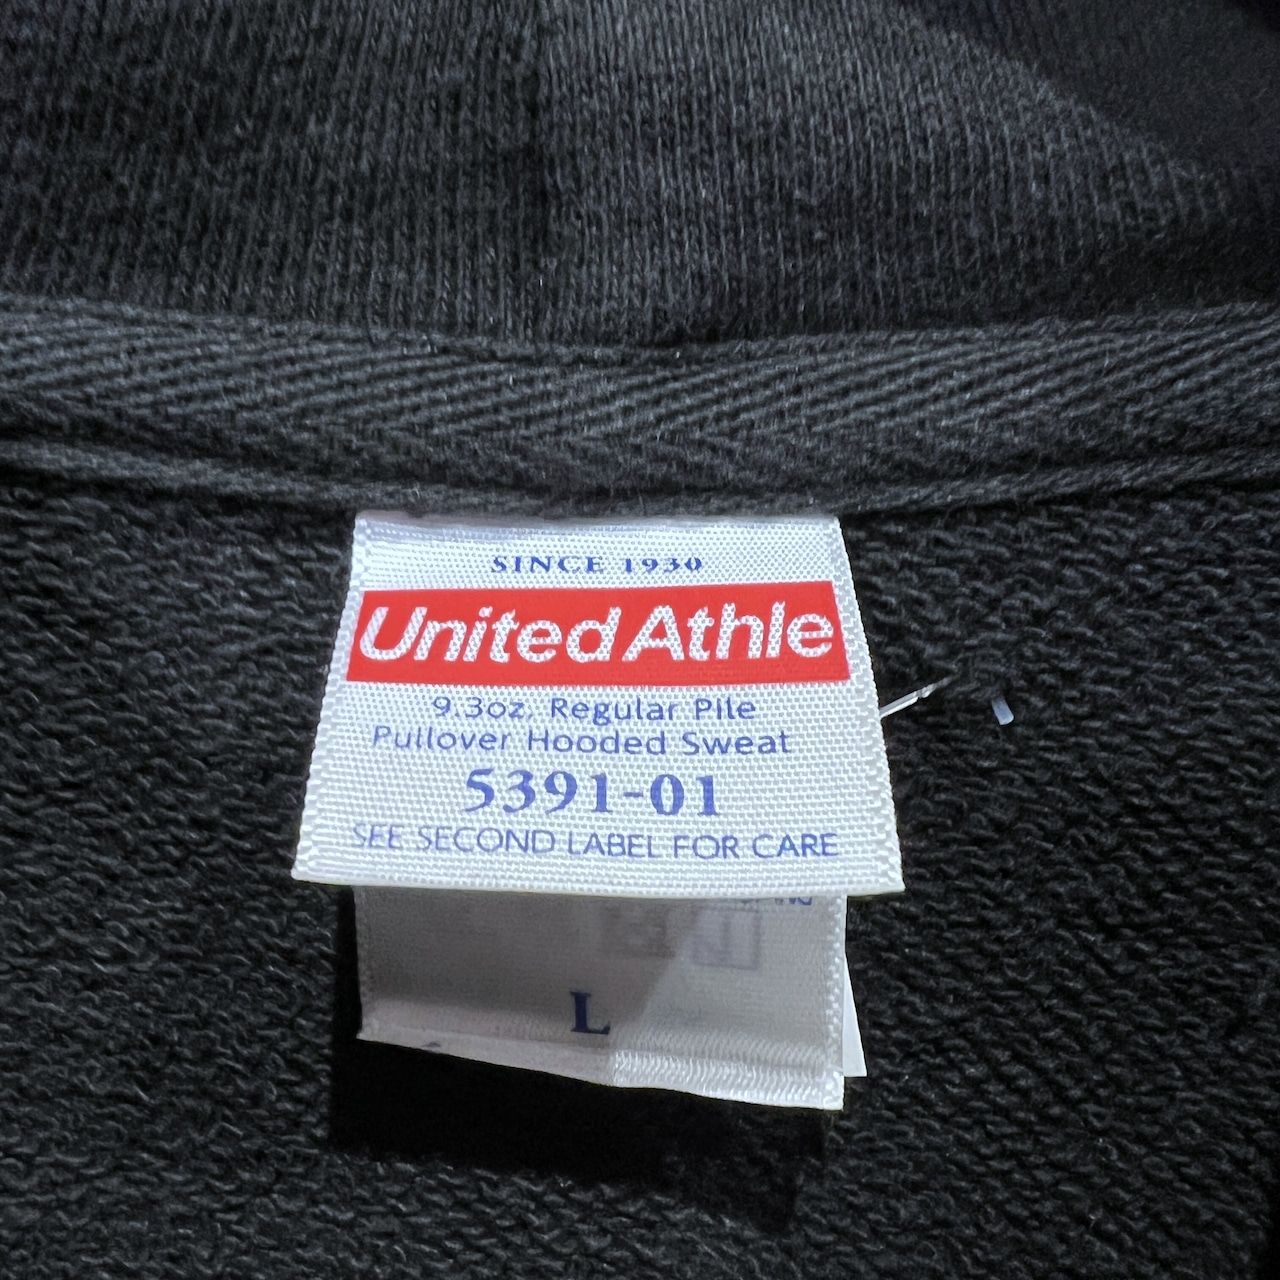 SINCE 1930
United Athle
9.3oz. Regular Pile
Pullover Hooded Sweat
5391-01
SEE SECOND LABEL FOR CARE
L